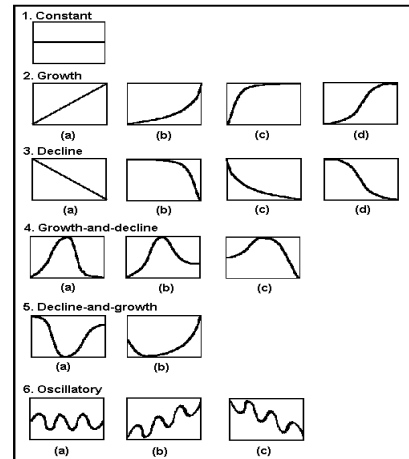 1. Constant
2. Growth
(a) (b) (c) (d)
3. Decline
(a) (b) (c) (d)
4. Growth-and-decline
(a) (b) (c)
5. Decline-and-growth
(a) (b)
6. Oscillatory
(a) (b) (c)